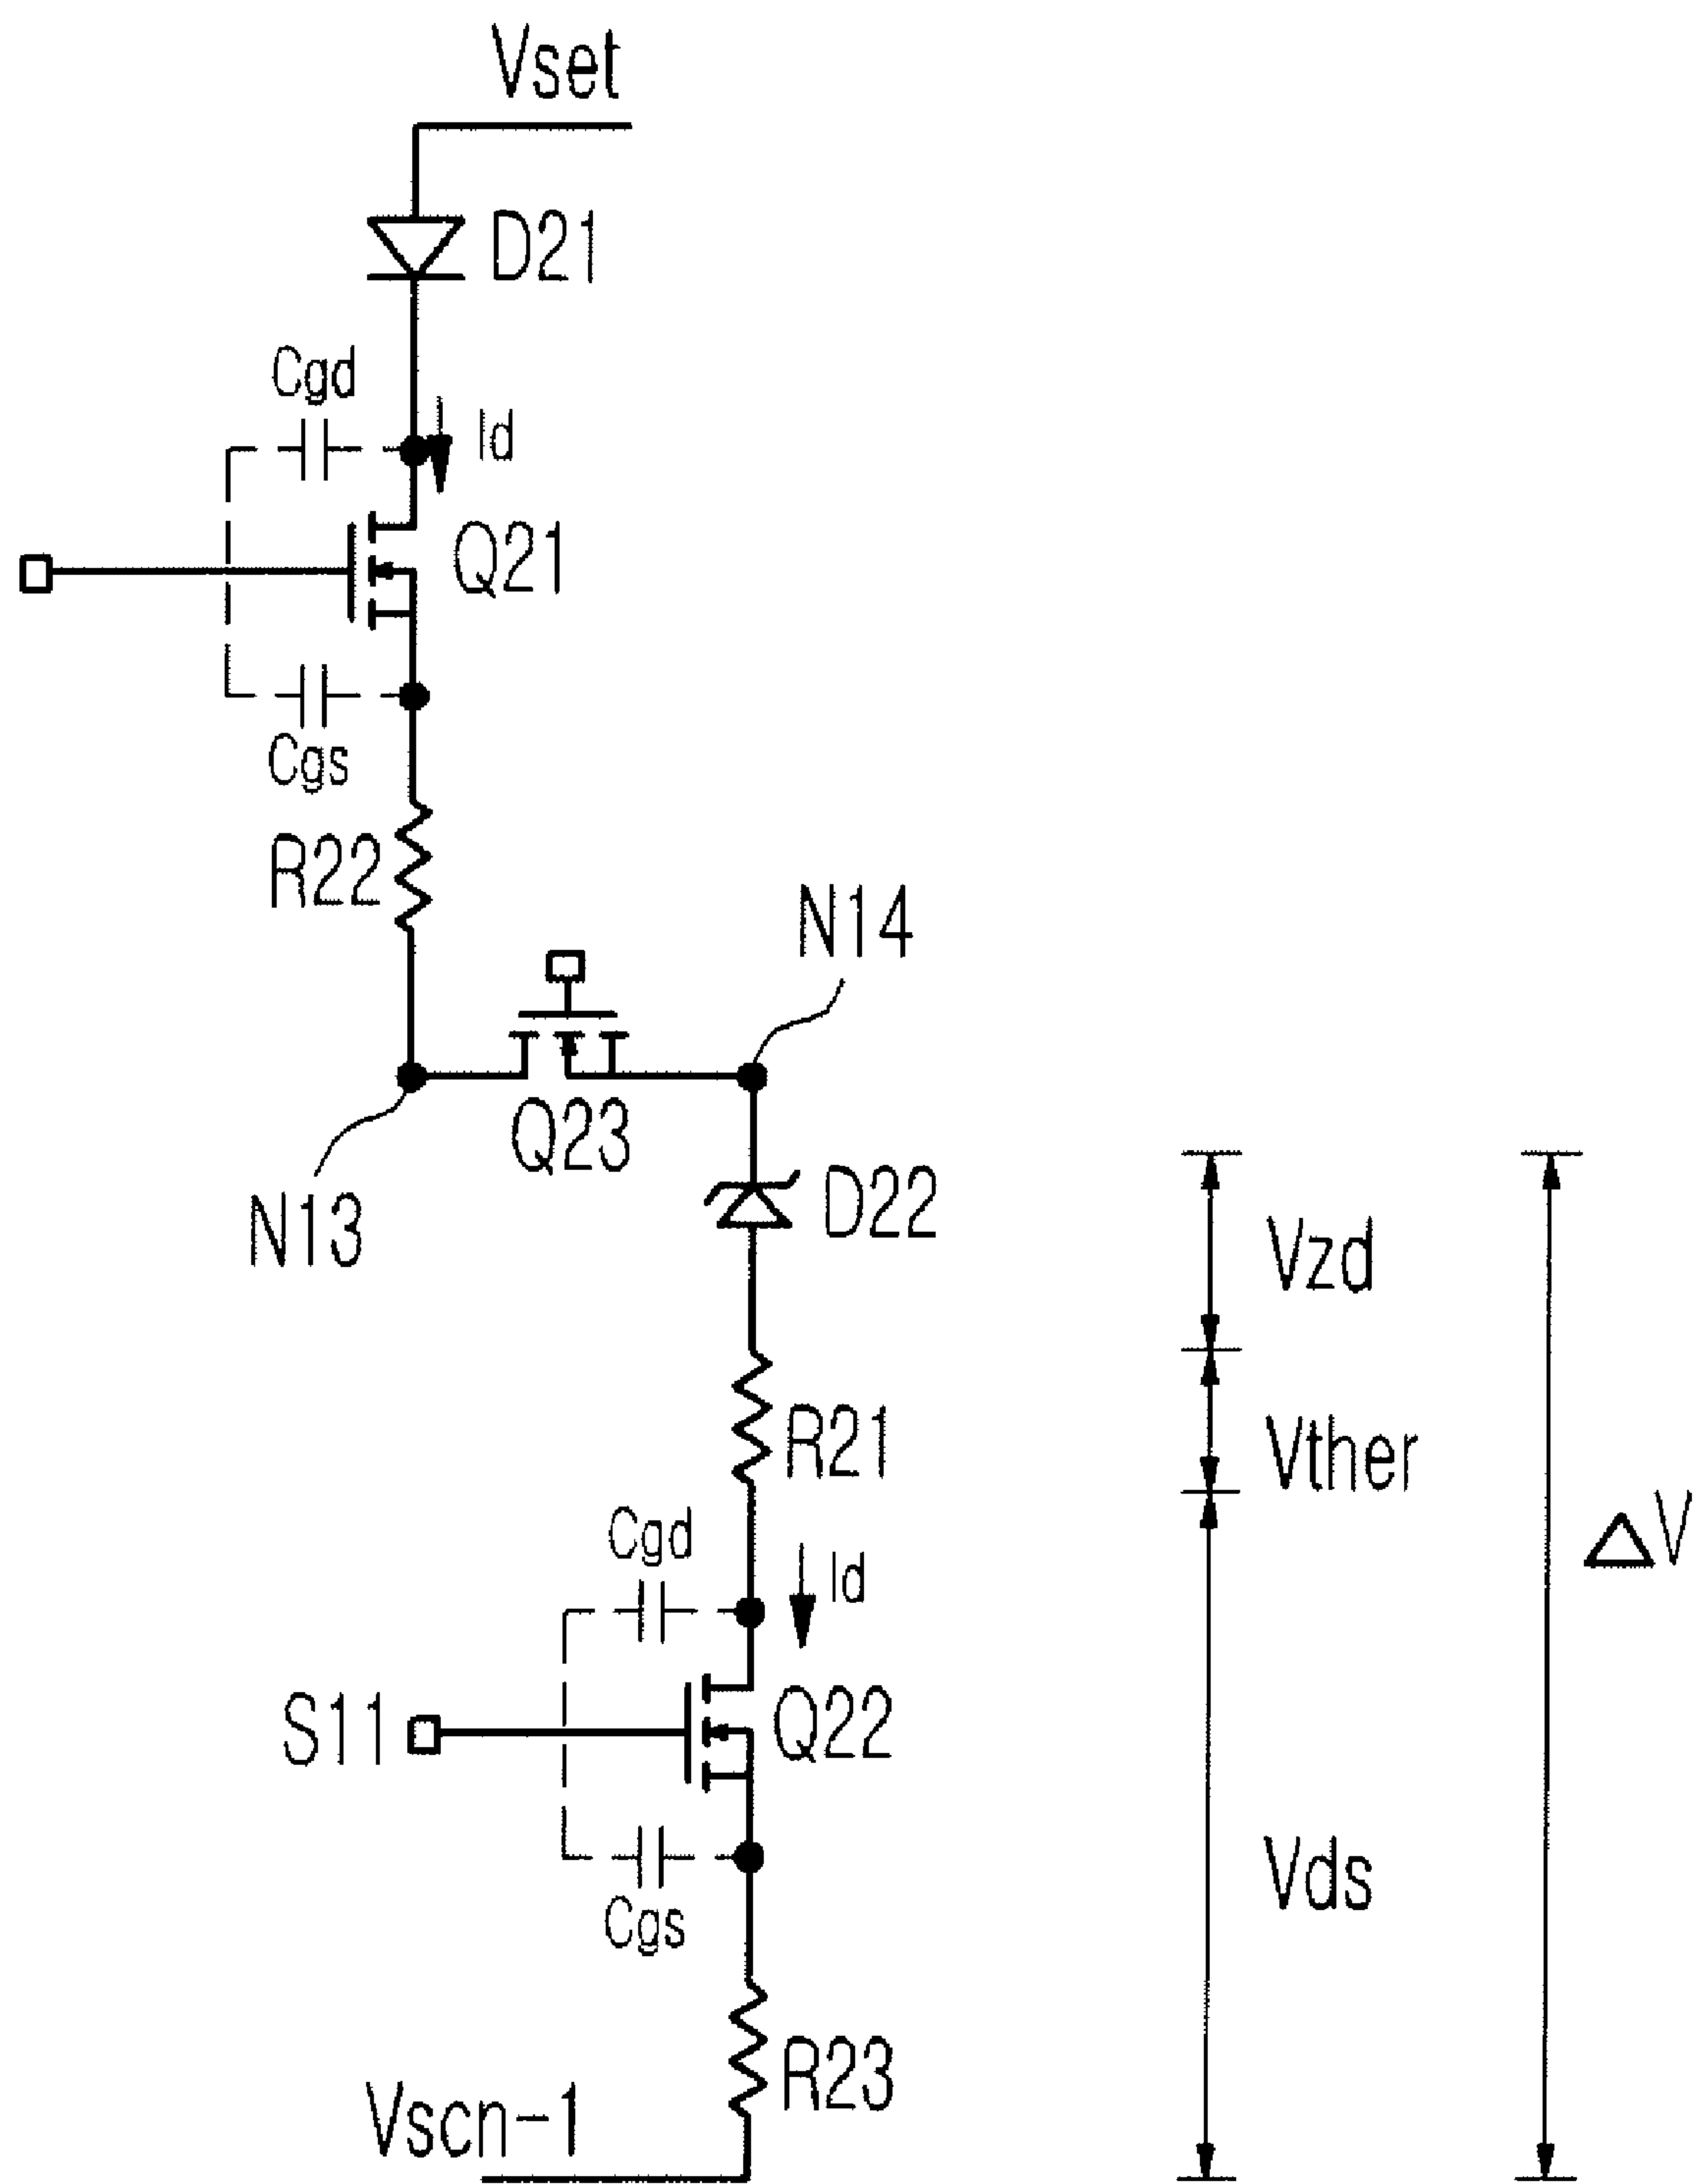 Vset
D21
Cgd
Id
Q21
Cgs
R22
N14
Q23
N13
D22
Vzd
R21
Vther
Cgd
Id
△V
S11
Q22
Vds
Cgs
R23
Vscn-1